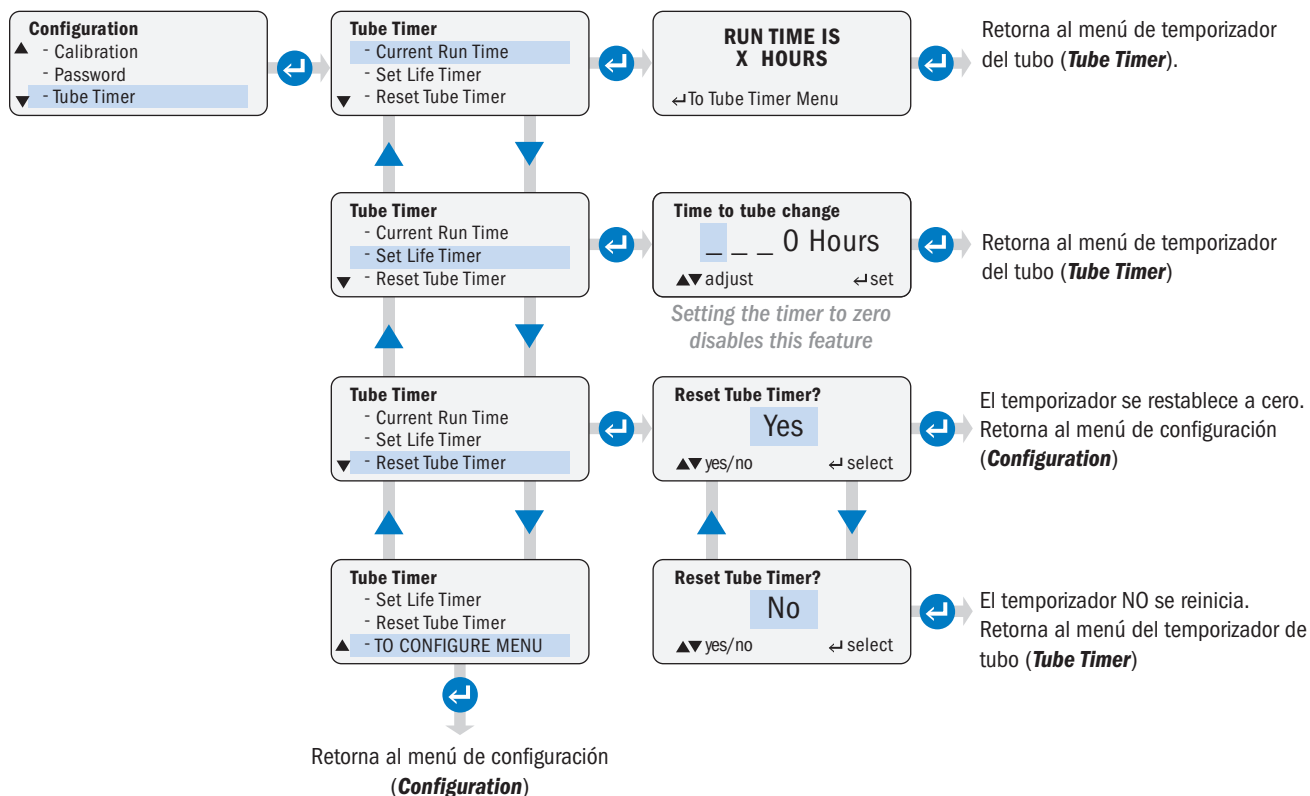 Configuration
- Calibration
- Password
- Tube Timer
Tube Timer
- Current Run Time
- Set Life Timer
- Reset Tube Timer
RUN TIME IS
X HOURS
↵To Tube Timer Menu
Retorna al menú de temporizador
del tubo (Tube Timer).
Tube Timer
- Current Run Time
- Set Life Timer
- Reset Tube Timer
Time to tube change
_ _ _ 0 Hours
▲▼ adjust ↵ set
Setting the timer to zero
disables this feature
Retorna al menú de temporizador
del tubo (Tube Timer)
Tube Timer
- Current Run Time
- Set Life Timer
- Reset Tube Timer
Reset Tube Timer?
Yes
▲▼ yes/no ↵ select
El temporizador se restablece a cero.
Retorna al menú de configuración
(Configuration)
Tube Timer
- Set Life Timer
- Reset Tube Timer
- TO CONFIGURE MENU
Reset Tube Timer?
No
▲▼ yes/no ↵ select
El temporizador NO se reinicia.
Retorna al menú del temporizador de
tubo (Tube Timer)
Retorna al menú de configuración
(Configuration)